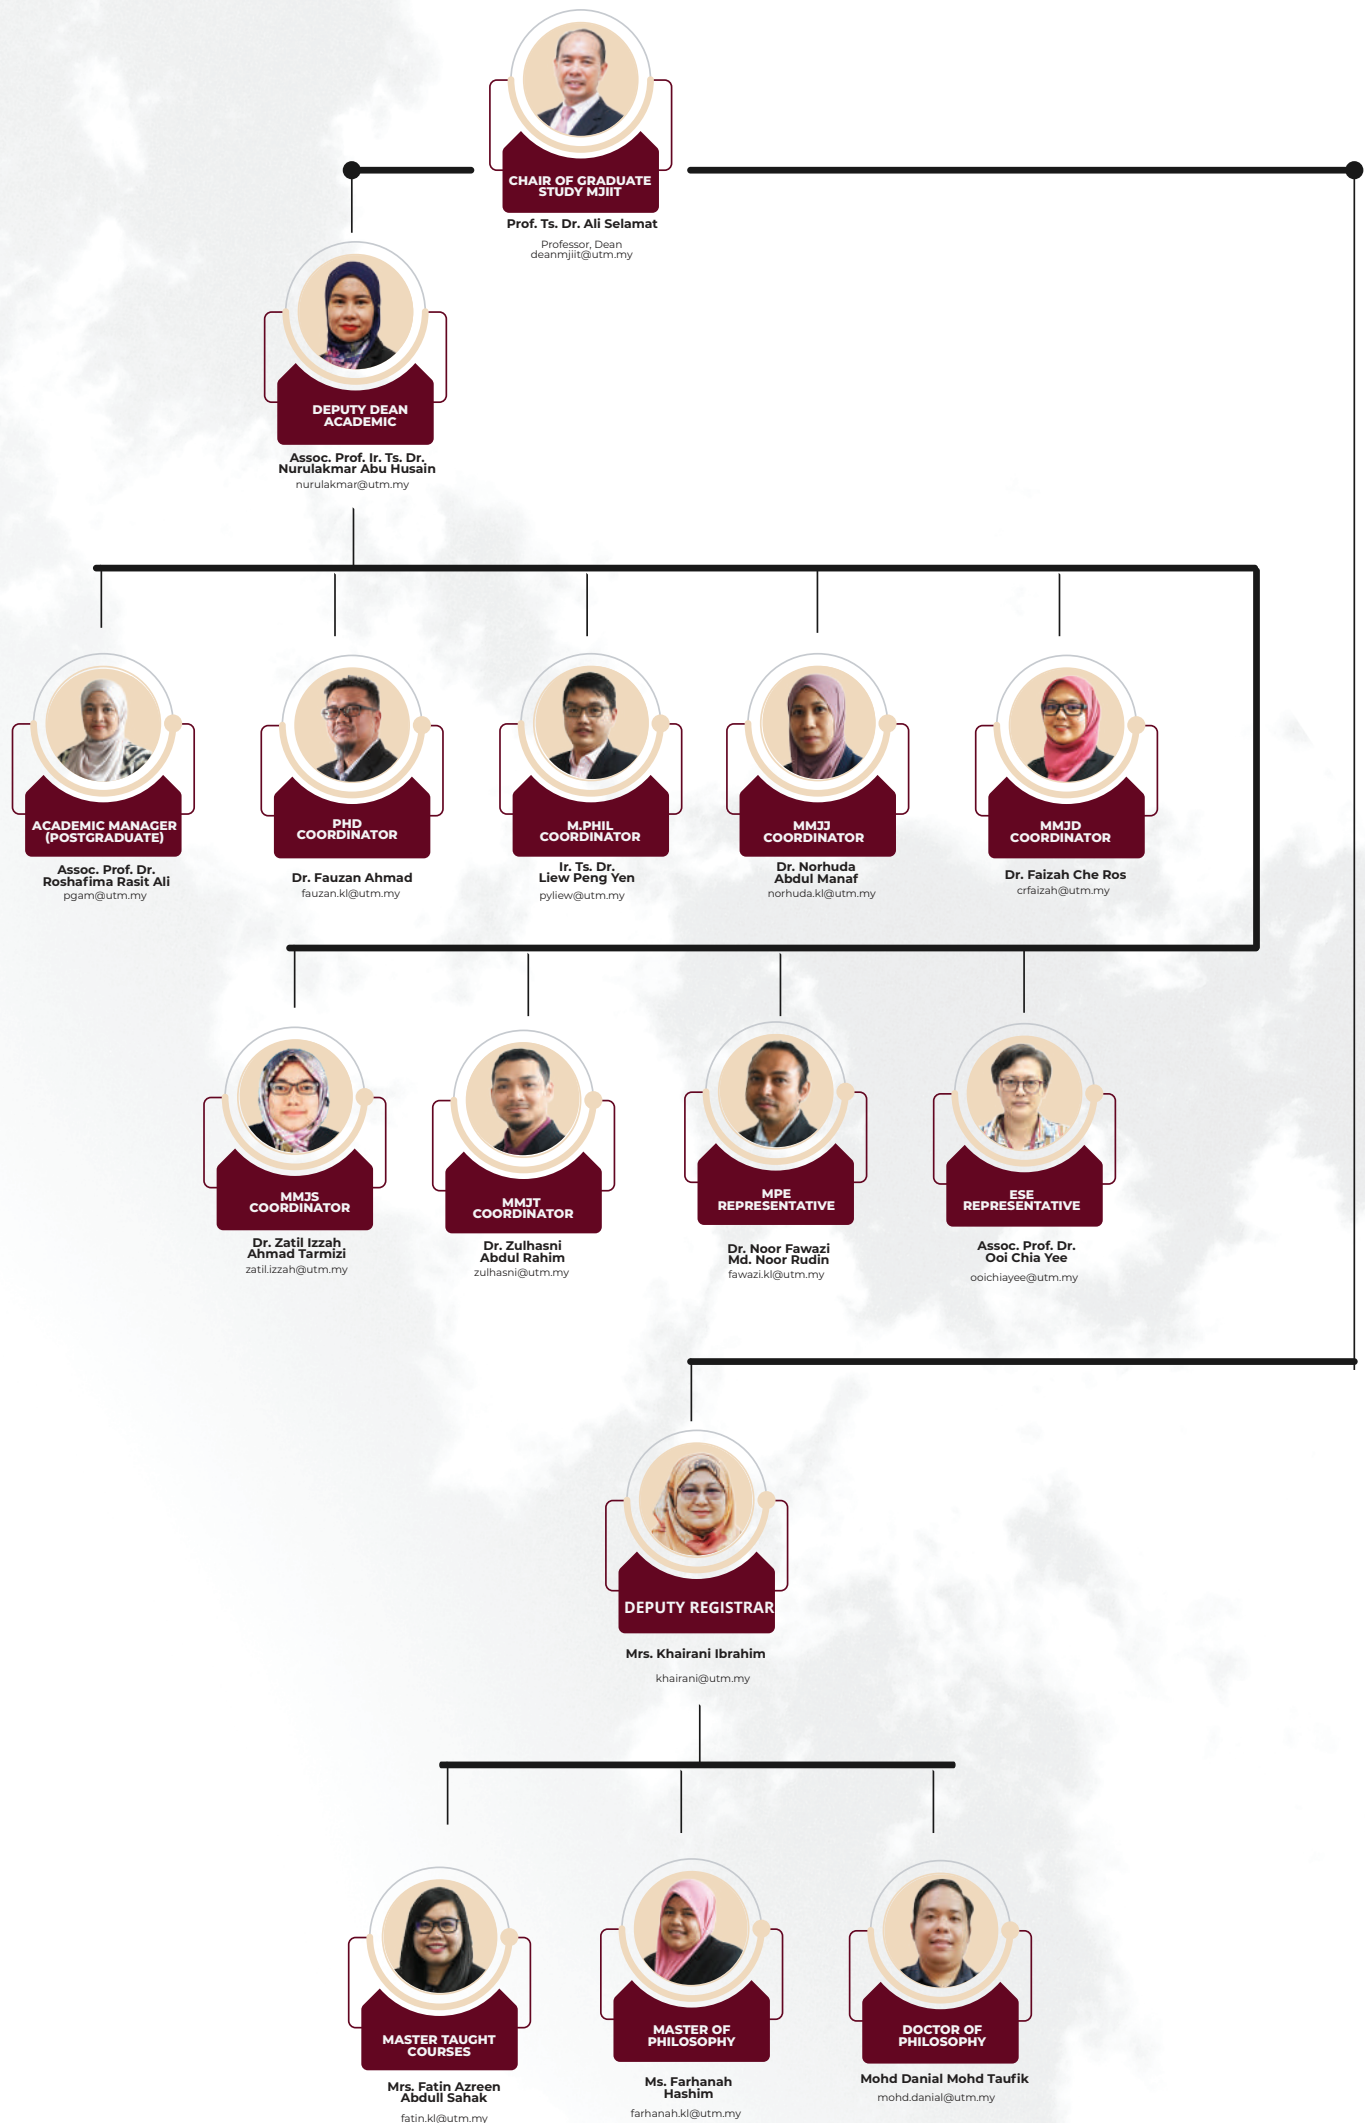 CHAIR OF GRADUATE
STUDY MJIIT
Prof. Ts. Dr. Ali Selamat
Professor, Dean
deanmjiit@utm.my
DEPUTY DEAN
ACADEMIC
Assoc. Prof. Ir. Ts. Dr.
Nurulakmar Abu Husain
nurulakmar@utm.my
ACADEMIC MANAGER
(POSTGRADUATE)
Assoc. Prof. Dr.
Roshafima Rasit Ali
pgam@utm.my
PHD
COORDINATOR
Dr. Fauzan Ahmad
fauzan.kl@utm.my
M.PHIL
COORDINATOR
Ir. Ts. Dr.
Liew Peng Yen
pyliew@utm.my
MMJJ
COORDINATOR
Dr. Norhuda
Abdul Manaf
norhuda.kl@utm.my
MMJD
COORDINATOR
Dr. Faizah Che Ros
crfaizah@utm.my
MMJS
COORDINATOR
Dr. Zatil Izzah
Ahmad Tarmizi
zatil.izzah@utm.my
MMJT
COORDINATOR
Dr. Zulhasni
Abdul Rahim
zulhasni@utm.my
MPE
REPRESENTATIVE
Dr. Noor Fawazi
Md. Noor Rudin
fawazi.kl@utm.my
ESE
REPRESENTATIVE
Assoc. Prof. Dr.
Ooi Chia Yee
ooichiayee@utm.my
DEPUTY REGISTRAR
Mrs. Khairani Ibrahim
khairani@utm.my
MASTER TAUGHT
COURSES
Mrs. Fatin Azreen
Abdull Sahak
fatin.kl@utm.my
MASTER OF
PHILOSOPHY
Ms. Farhanah
Hashim
farhanah.kl@utm.my
DOCTOR OF
PHILOSOPHY
Mohd Danial Mohd Taufik
mohd.danial@utm.my